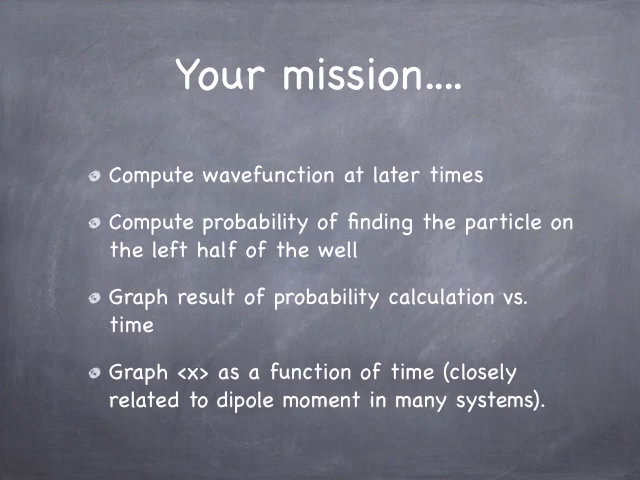 Your mission....
Compute wavefunction at later times
Compute probability of finding the particle on
the left half of the well
Graph result of probability calculation vs.
time
Graph <x> as a function of time (closely
related to dipole moment in many systems).